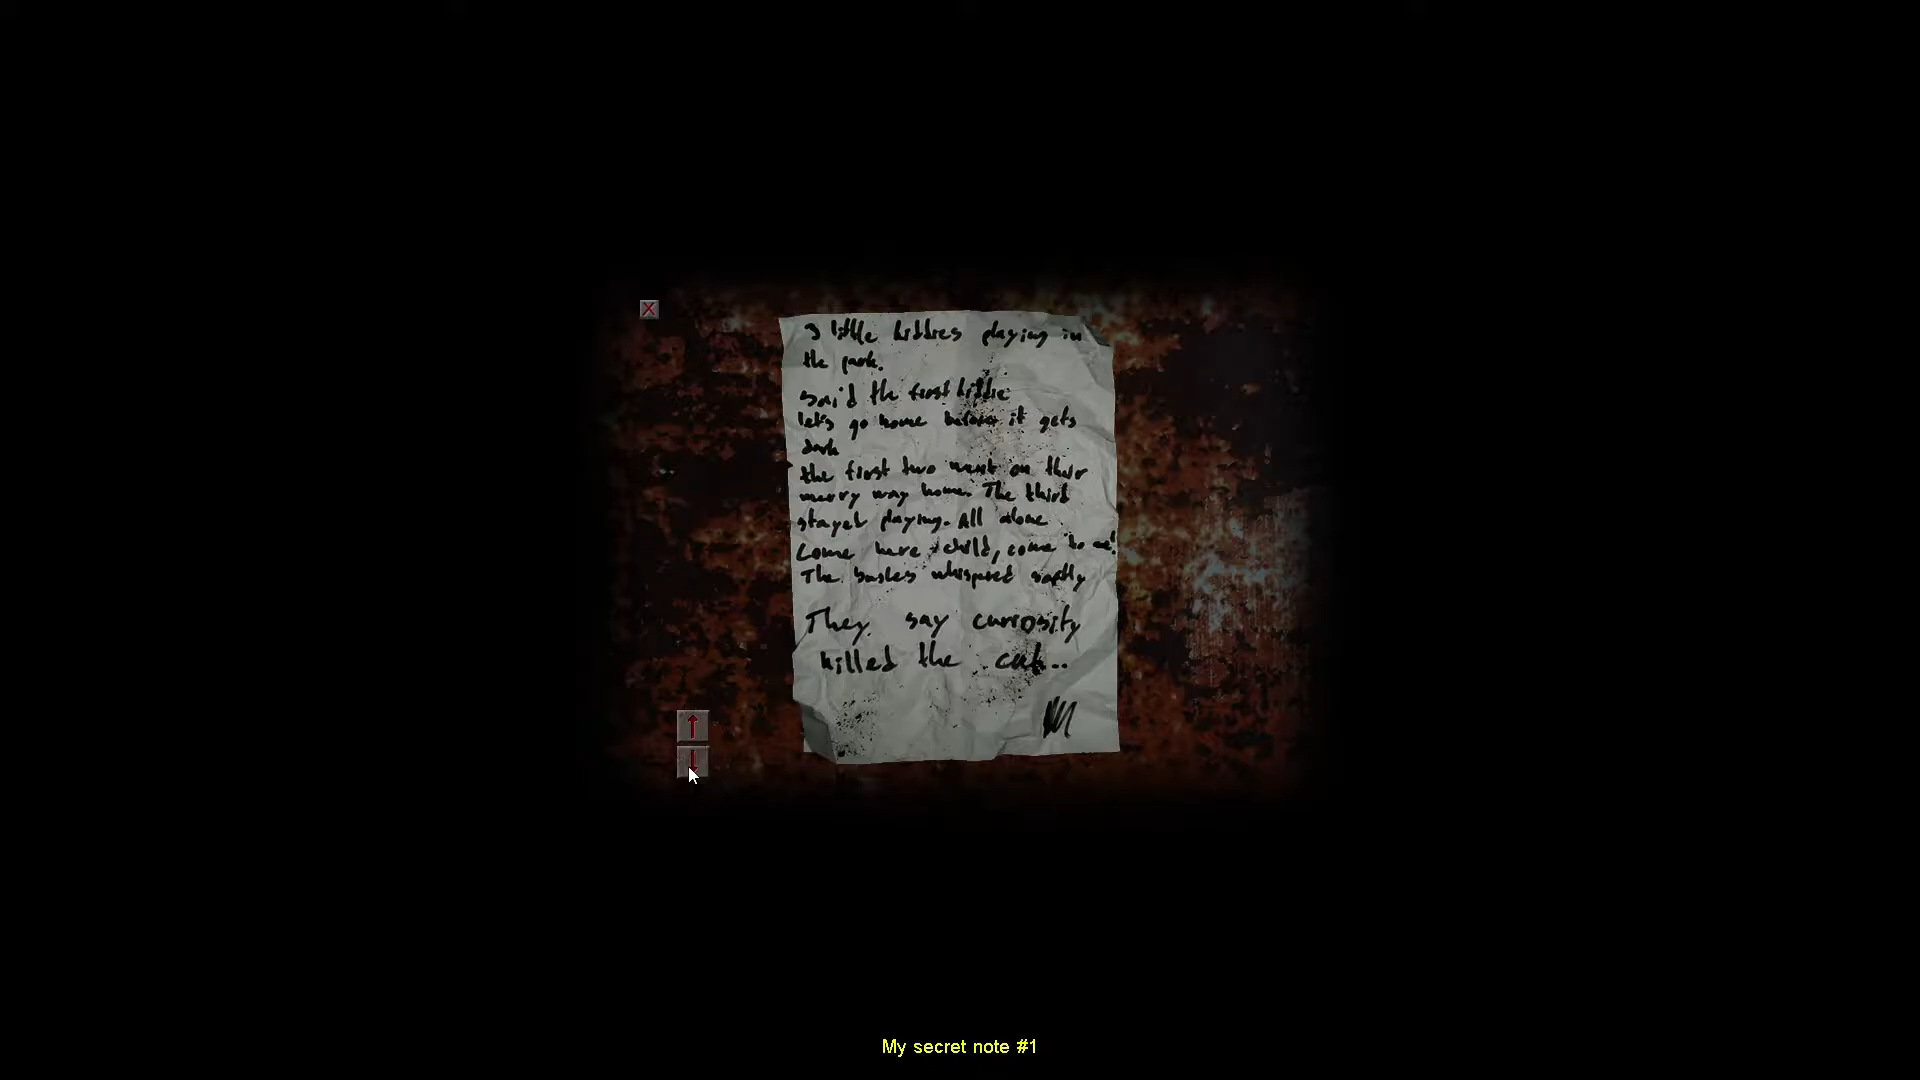 3 little kiddies playing in
the park.
said the first kiddie
let's go home before it gets
dark
the first two went on their
merry way home. The third
stayed playing. All alone
Come here child, come to me!
The bushes whispered softly
They say curiosity
killed the cat..
My secret note #1